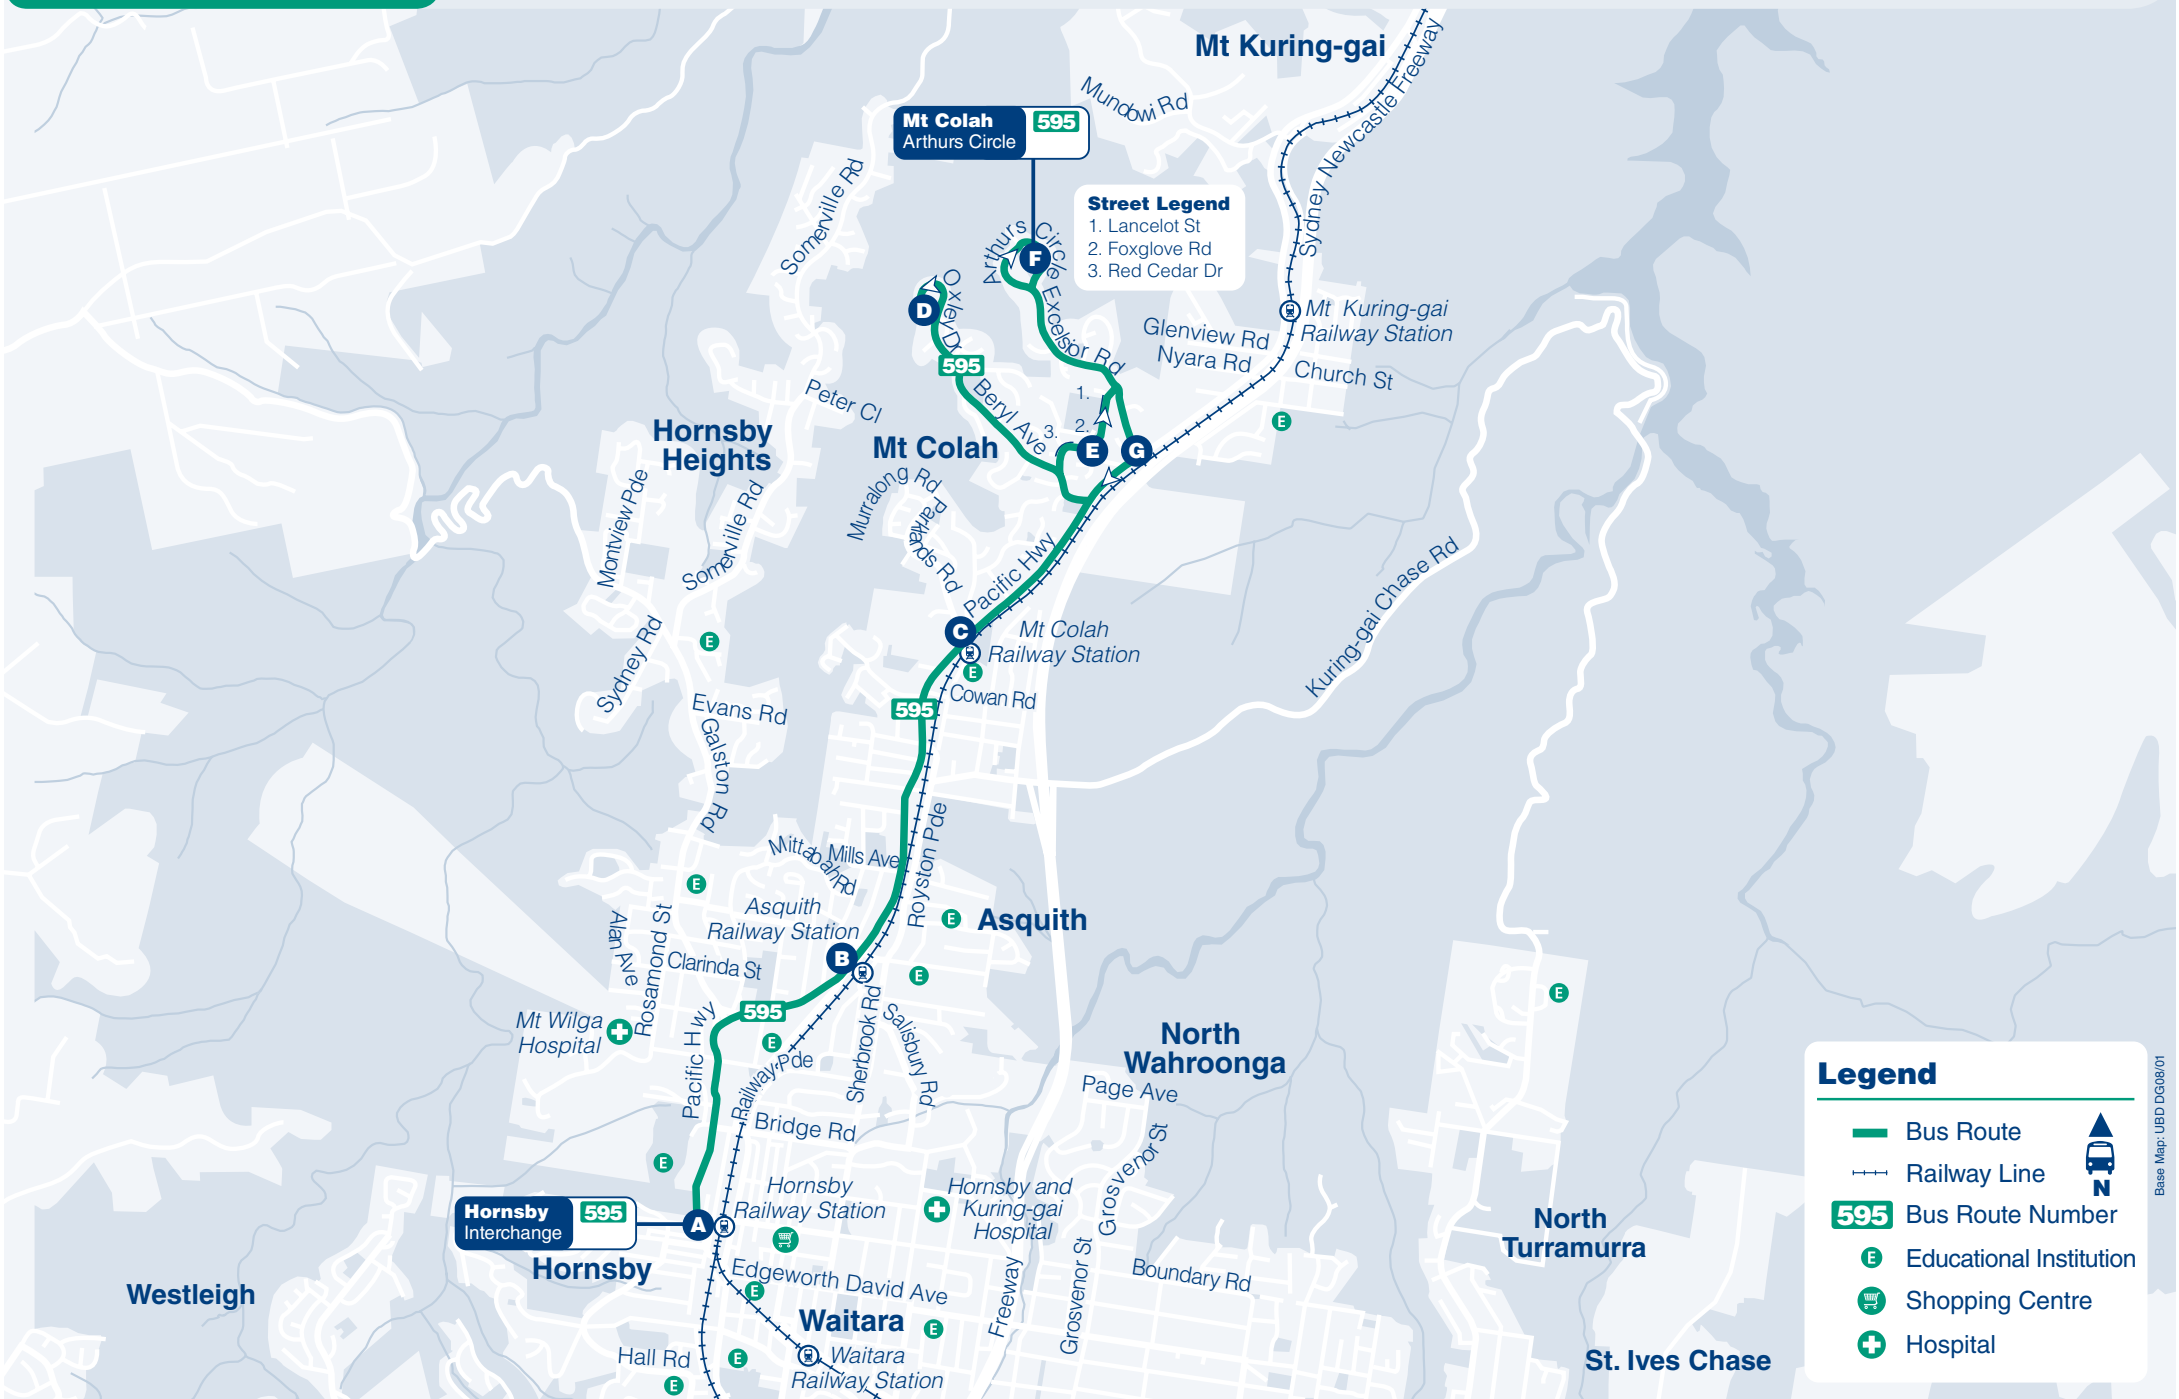 Mt Kuring-gai
Sydney Newcastle Freeway
Mundowi Rd
Mt Colah
Arthurs Circle
595
Somerville Rd
Street Legend
1. Lancelot St
2. Foxglove Rd
3. Red Cedar Dr
Arthurs Circle
F
D
Oxley Dr
Excelsior Rd
Mt Kuring-gai
Railway Station
Glenview Rd
Nyara Rd
Church St
595
Beryl Ave
1.
2.
3.
E
G
E
Peter Cl
Hornsby
Heights
Mt Colah
Murralong Rd
Parklands Rd
Montview Pde
Somerville Rd
Pacific Hwy
Kuring-gai Chase Rd
C
Mt Colah
Railway Station
E
E
Sydney Rd
Cowan Rd
Evans Rd
595
Galston Rd
Royston Pde
Mittabah Rd
Mills Ave
E
Asquith
Railway Station
E
Asquith
Alan Ave
Rosamond St
Clarinda St
B
E
E
Mt Wilga
Hospital
595
Pacific Hwy
E
Railway Pde
Sherbrook Rd
Salisbury Rd
North
Wahroonga
Page Ave
Bridge Rd
Grosvenor St
E
Hornsby
Interchange
595
A
Hornsby
Railway Station
Hornsby and
Kuring-gai
Hospital
Hornsby
Edgeworth David Ave
E
Boundary Rd
Freeway
Grosvenor St
Westleigh
Waitara
E
Hall Rd
E
E
Waitara
Railway Station
North
Turramurra
St. Ives Chase
Legend
Bus Route
Railway Line
N
595
Bus Route Number
E
Educational Institution
Shopping Centre
Hospital
Base Map: UBD DG08/01